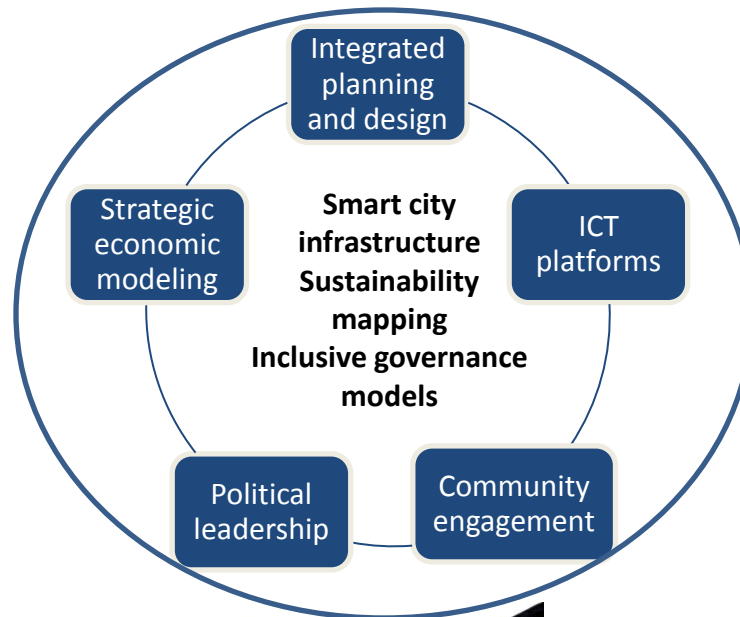 Integrated
planning
and design
Strategic
economic
modeling
Smart city
infrastructure
Sustainability
mapping
Inclusive governance
models
ICT
platforms
Political
leadership
Community
engagement